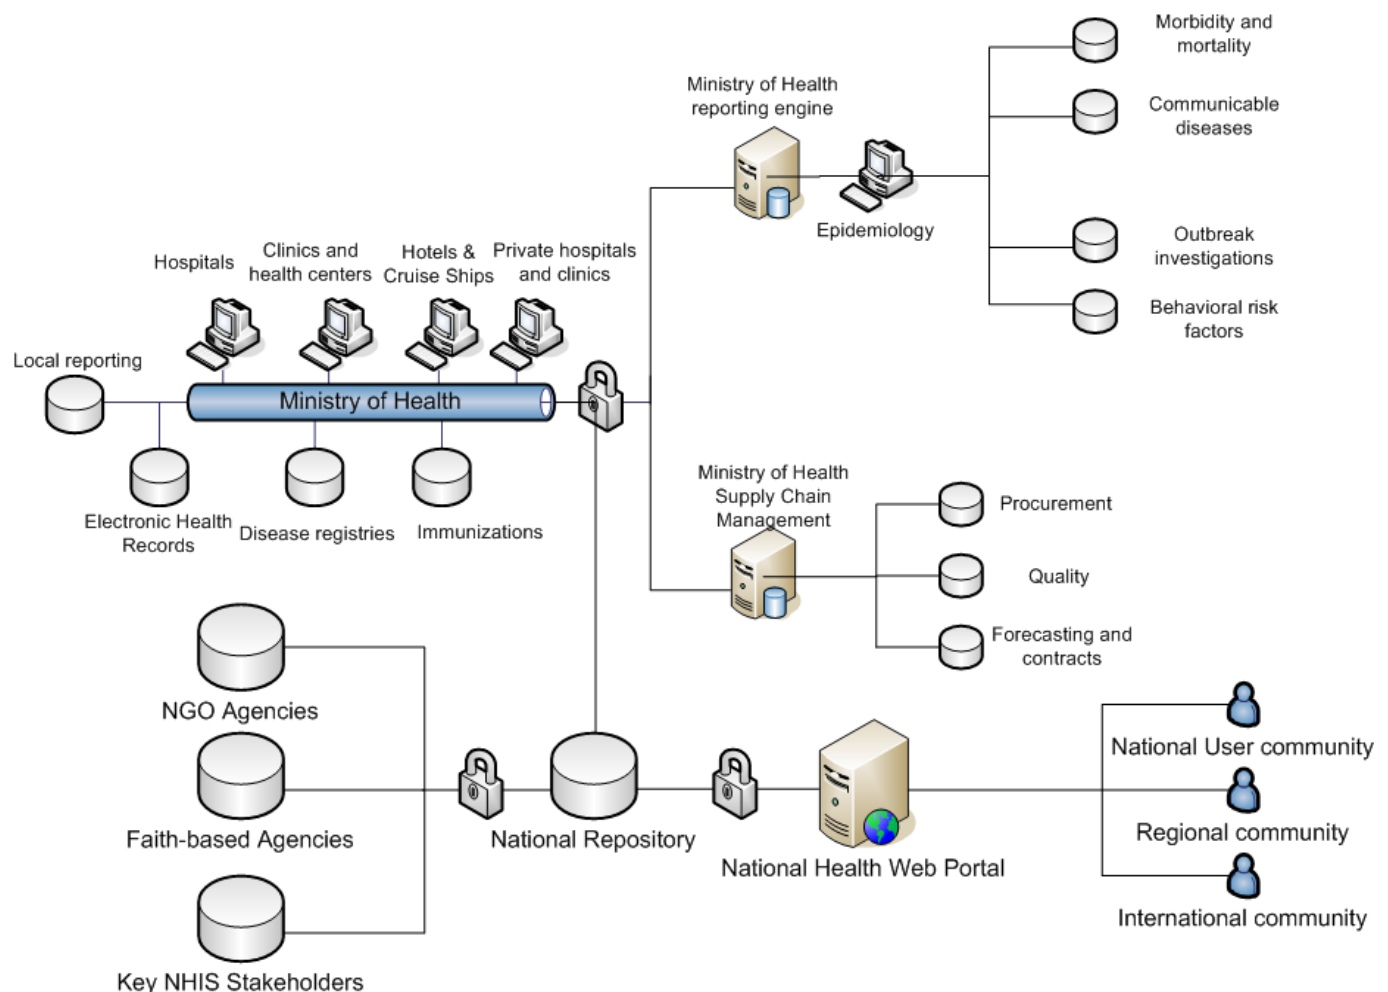 Morbidity and
mortality
Ministry of Health
reporting engine
Communicable
diseases
Epidemiology
Outbreak
investigations
Behavioral risk
factors
Hospitals
Clinics and
health centers
Hotels &
Cruise Ships
Private hospitals
and clinics
Local reporting
Ministry of Health
Electronic Health
Records
Disease registries
Immunizations
Ministry of Health
Supply Chain
Management
Procurement
Quality
Forecasting and
contracts
NGO Agencies
Faith-based Agencies
Key NHIS Stakeholders
National Repository
National Health Web Portal
National User community
Regional community
International community